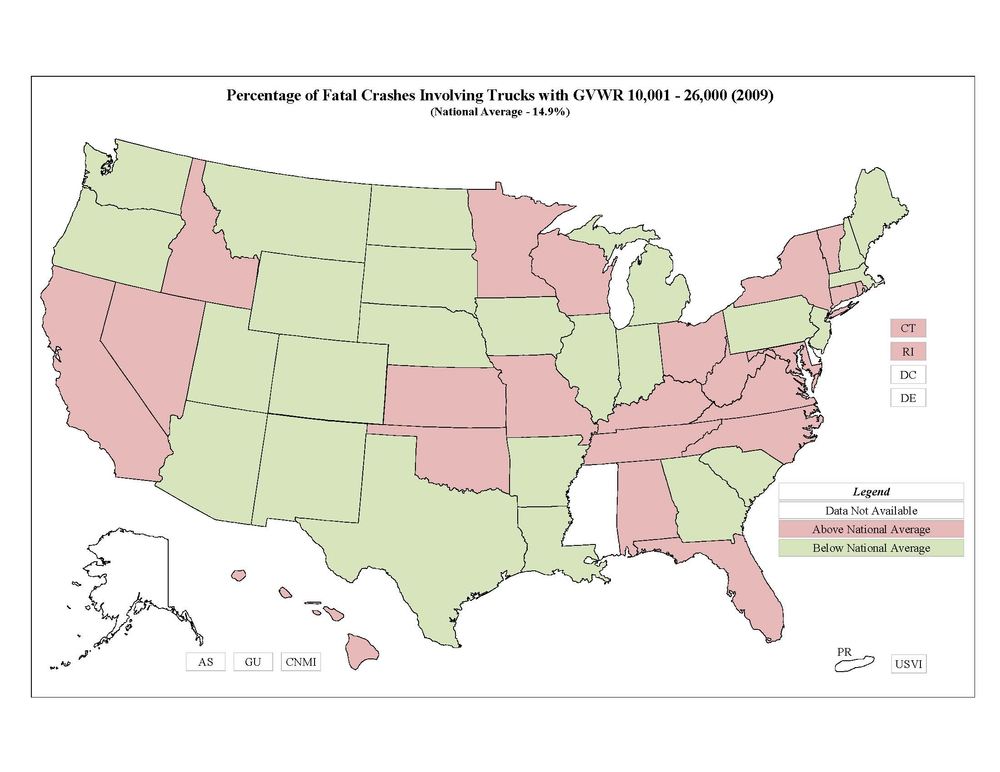 Percentage of Fatal Crashes Involving Trucks with GVWR 10,001 - 26,000 (2009)
(National Average - 14.9%)
CT
RI
DC
DE
Legend
Data Not Available
Above National Average
Below National Average
AS
GU
CNMI
PR
USVI